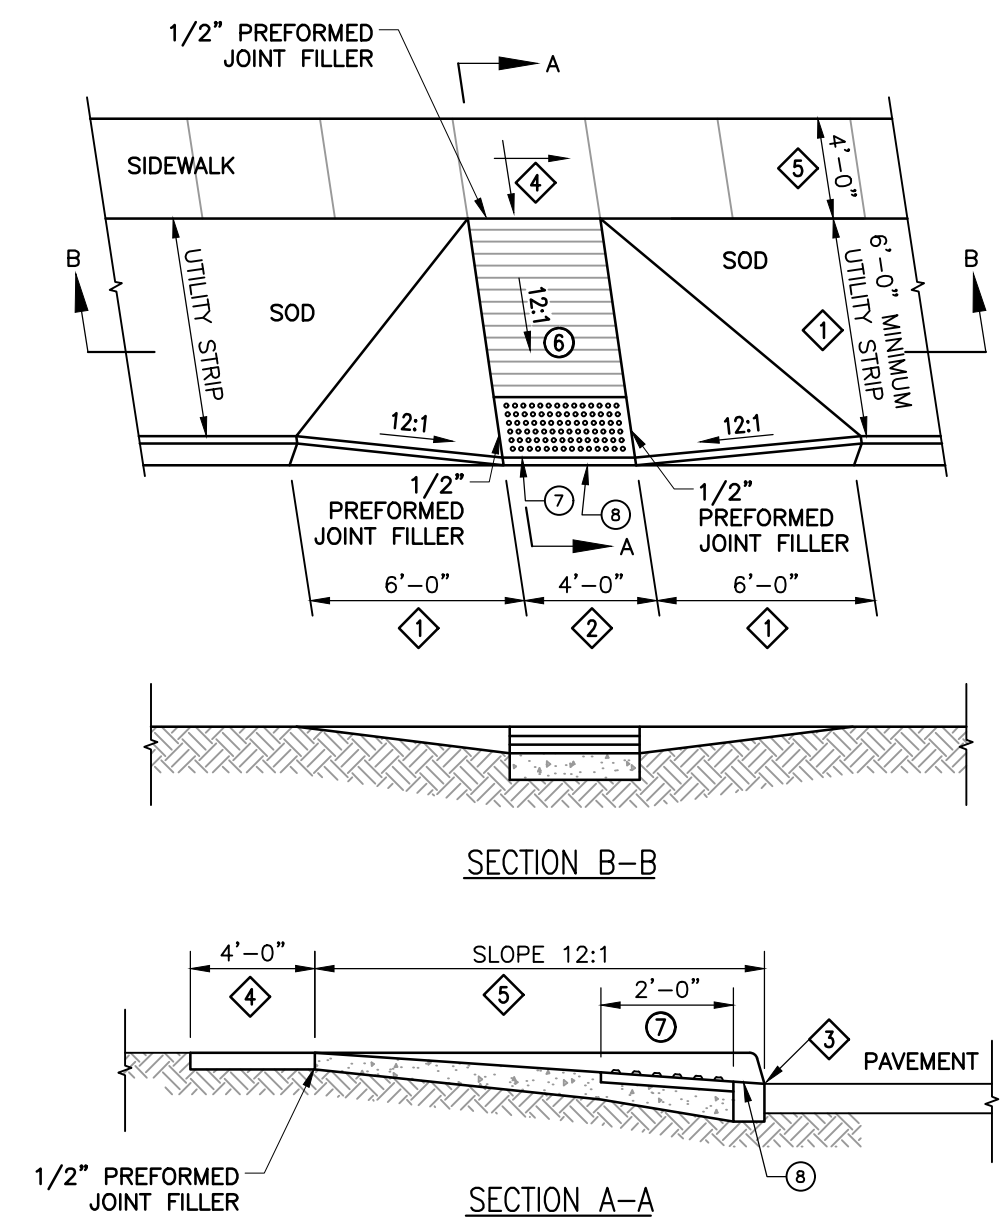 1/2" PREFORMED
JOINT FILLER
A
SIDEWALK
4
5
4'-0"
B
UTILITY STRIP
SOD
12:1
6
SOD
1
6'-0" MINIMUM
UTILITY STRIP
B
12:1
12:1
1/2"
PREFORMED
JOINT FILLER
7
8
1/2"
PREFORMED
JOINT FILLER
A
6'-0"
4'-0"
6'-0"
1
2
1
SECTION B-B
4'-0"
SLOPE 12:1
4
5
2'-0"
7
3
PAVEMENT
1/2" PREFORMED
JOINT FILLER
8
SECTION A-A